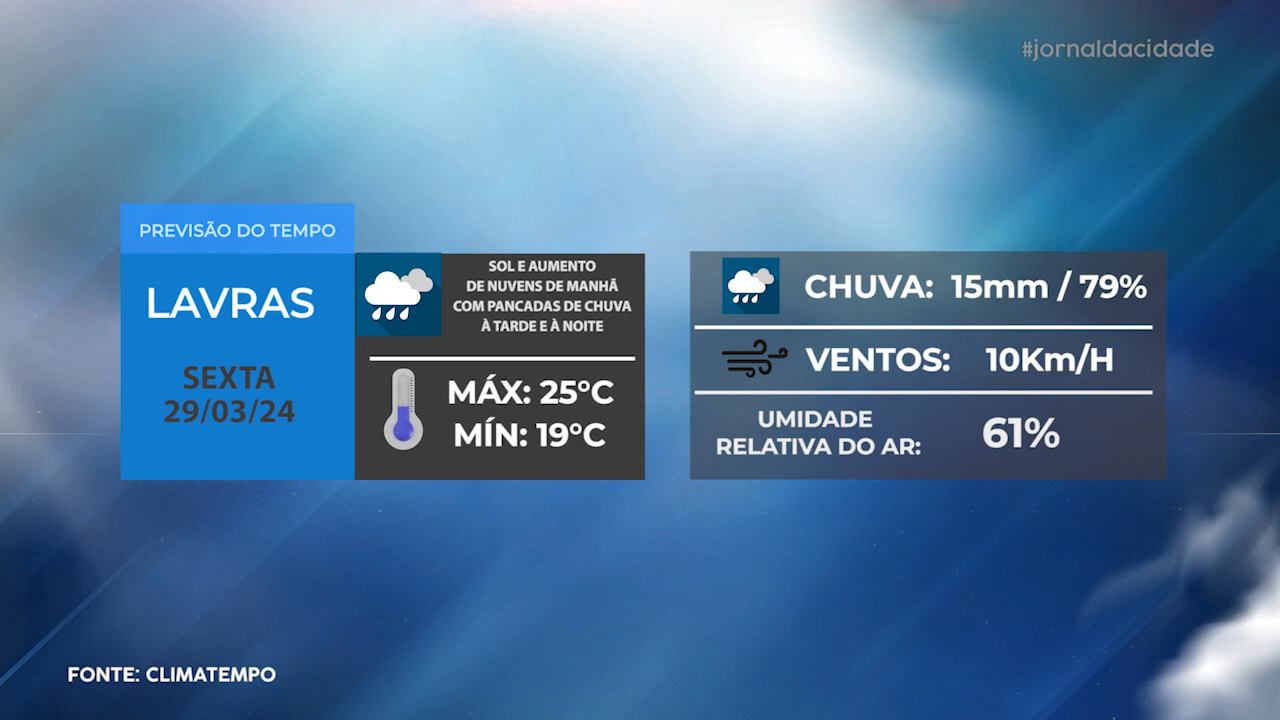 #jornaldacidade
PREVISÃO DO TEMPO
LAVRAS
SEXTA
29/03/24
SOL E AUMENTO
DE NUVENS DE MANHÃ
COM PANCADAS DE CHUVA
À TARDE E À NOITE
MÁX: 25°C
MÍN: 19°C
CHUVA: 15mm / 79%
VENTOS: 10Km/H
UMIDADE
RELATIVA DO AR: 61%
FONTE: CLIMATEMPO